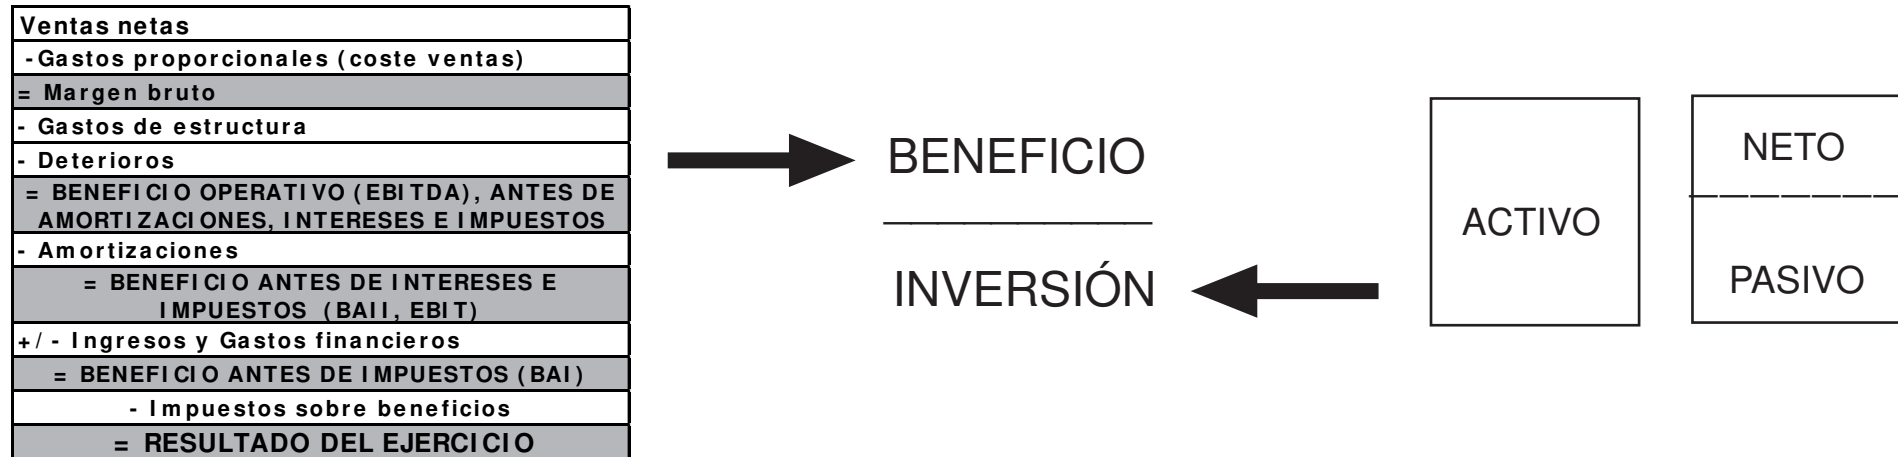 Ventas netas
-Gastos proporcionales (coste ventas)
= Margen bruto
- Gastos de estructura
- Deterioros
= BENEFICIO OPERATIVO (EBITDA), ANTES DE
AMORTIZACIONES, INTERESES E IMPUESTOS
- Amortizaciones
= BENEFICIO ANTES DE INTERESES E
IMPUESTOS (BAII, EBIT)
+/- Ingresos y Gastos financieros
= BENEFICIO ANTES DE IMPUESTOS (BAI)
- Impuestos sobre beneficios
= RESULTADO DEL EJERCICIO
BENEFICIO
INVERSIÓN
ACTIVO
NETO
PASIVO